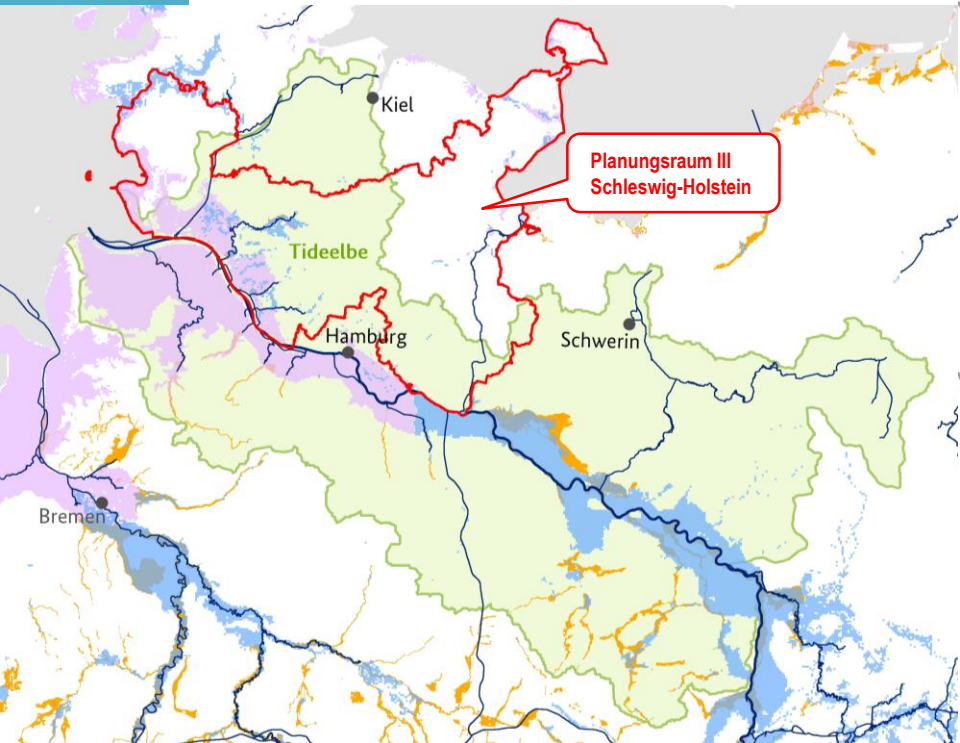 Kiel
Planungsraum III
Schleswig-Holstein
Tideelbe
Hamburg
Schwerin
Bremen